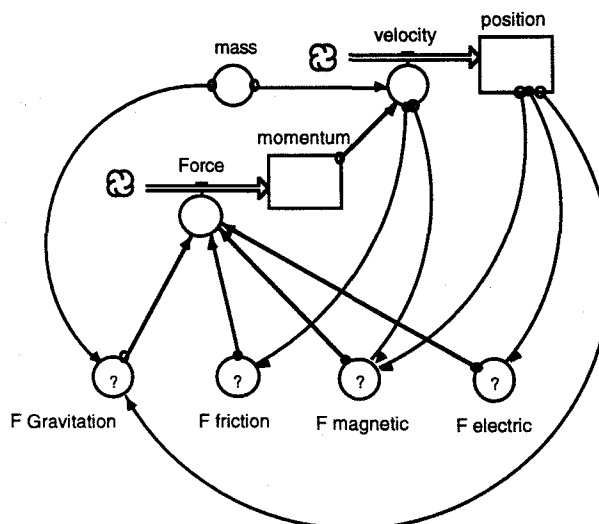 position
velocity
mass
momentum
Force
? ? ? ?
F Gravitation F friction F magnetic F electric